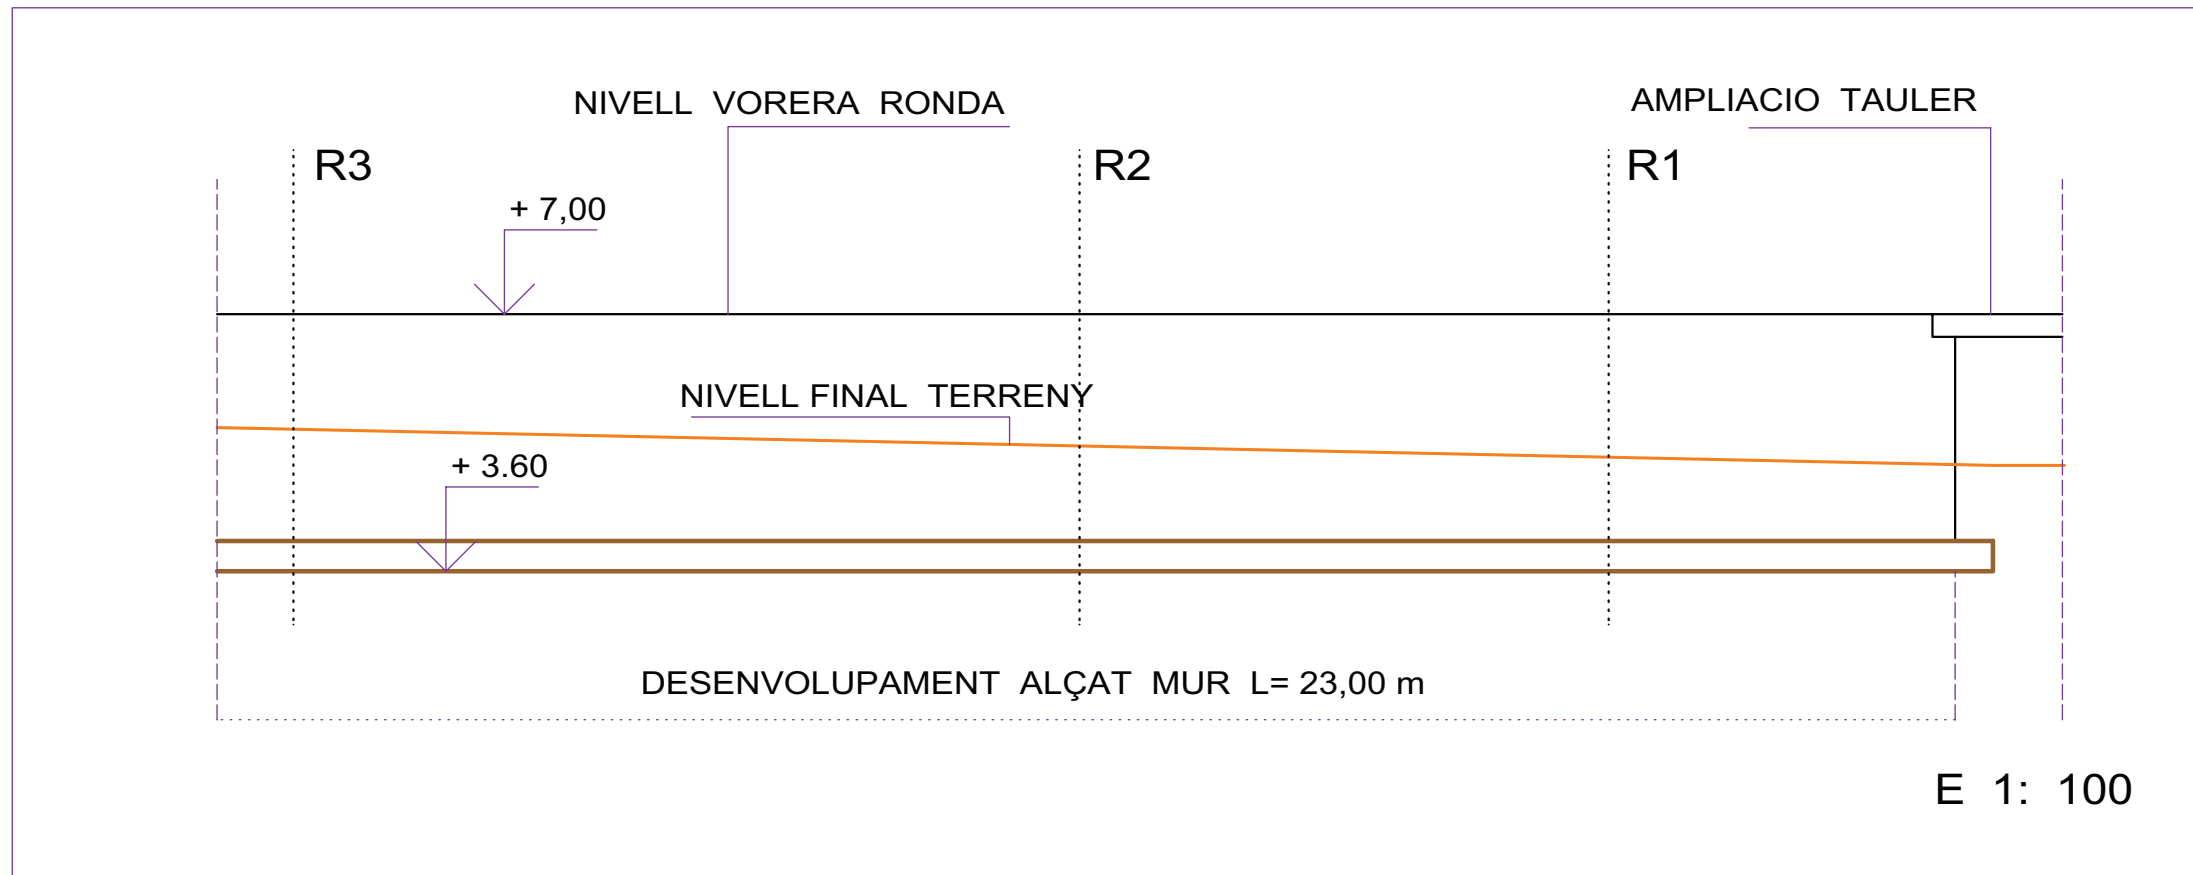 NIVELL VORERA RONDA
AMPLIACIO TAULER
R3
R2
R1
+ 7,00
NIVELL FINAL TERRENY
+ 3.60
DESENVOLUPAMENT ALÇAT MUR L= 23,00 m
E 1: 100